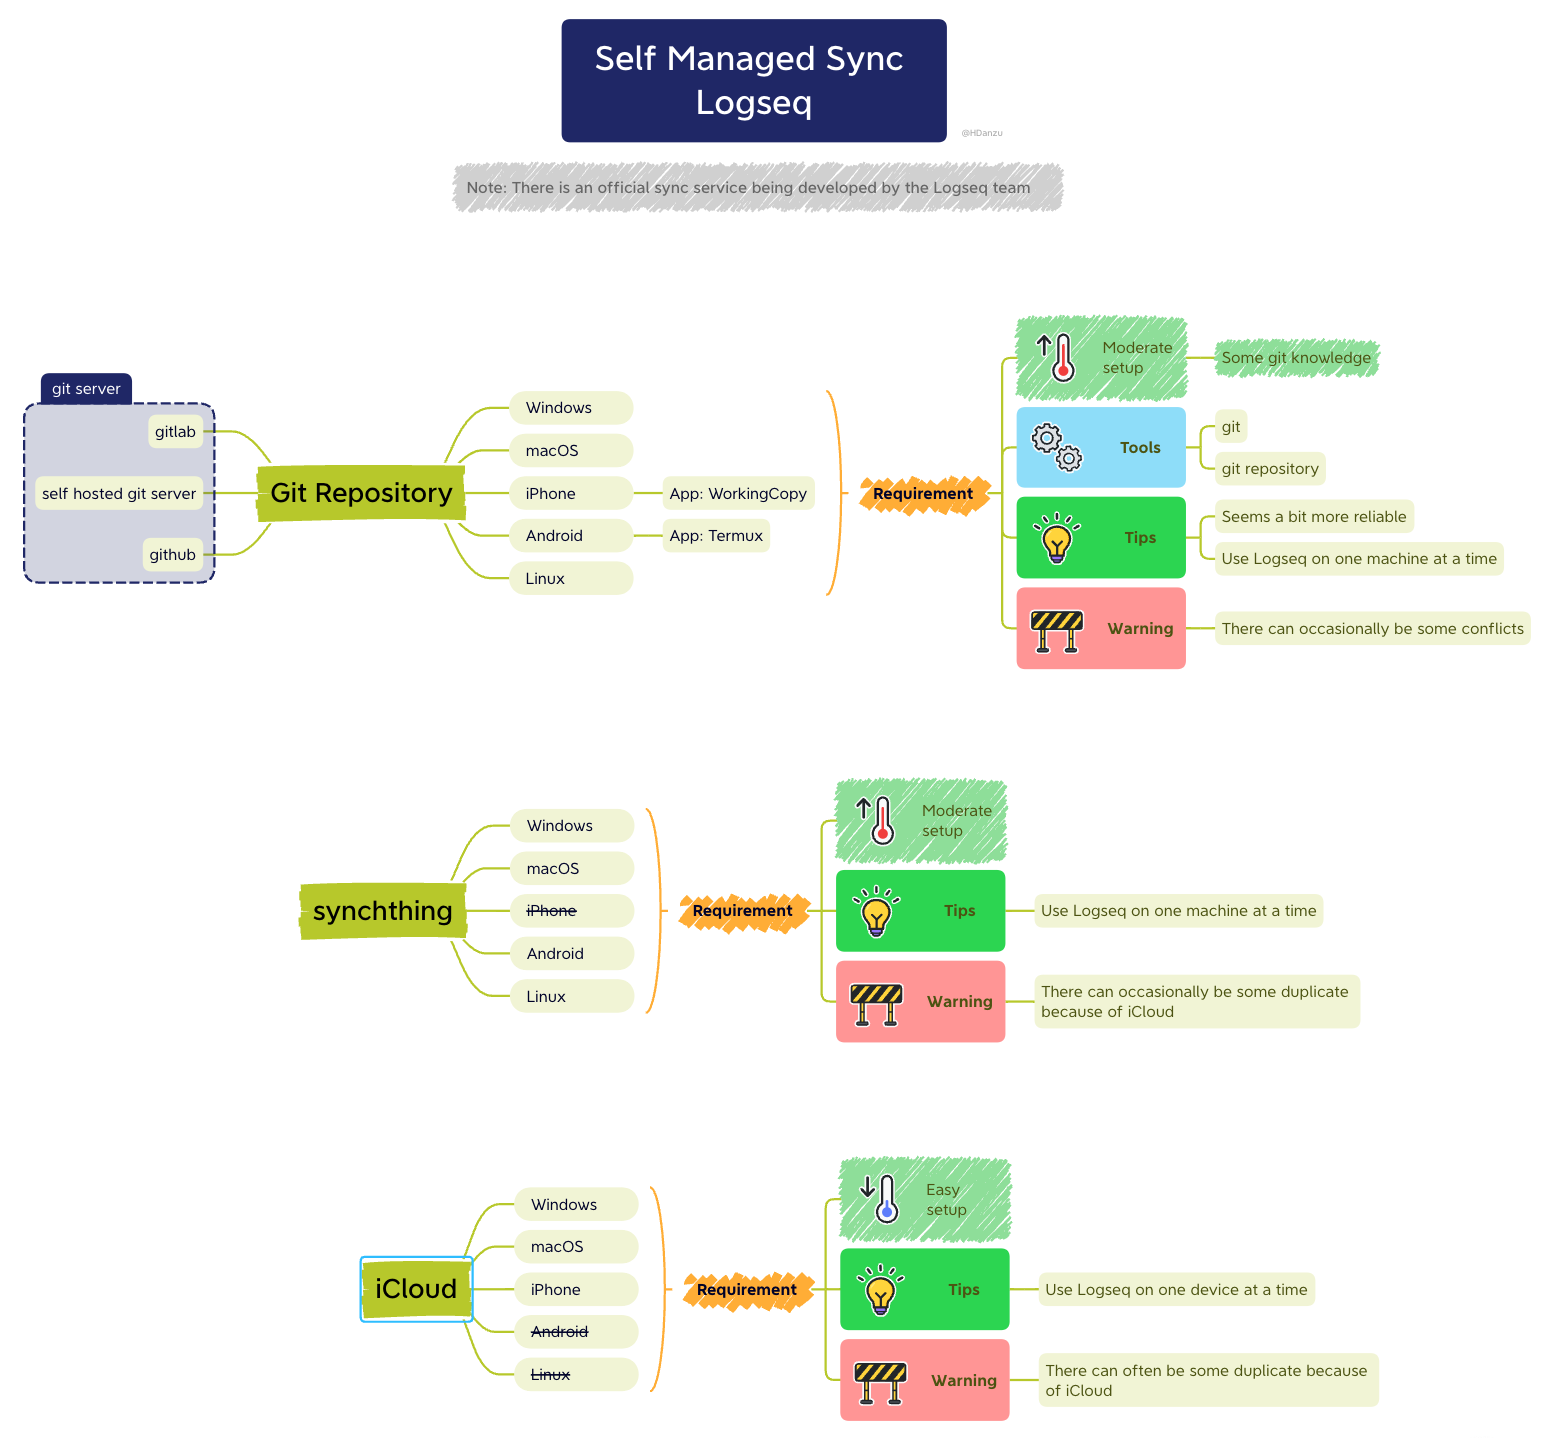 Self Managed Sync
Logseq
@HDanzu
Note: There is an official sync service being developed by the Logseq team
git server
gitlab
self hosted git server
github
Git Repository
Windows
macOS
iPhone
App: WorkingCopy
Android
App: Termux
Linux
Requirement
Moderate
setup
Some git knowledge
Tools
git
git repository
Tips
Seems a bit more reliable
Use Logseq on one machine at a time
Warning
There can occasionally be some conflicts
synchthing
Windows
macOS
iPhone
Android
Linux
Requirement
Moderate
setup
Tips
Use Logseq on one machine at a time
Warning
There can occasionally be some duplicate
because of iCloud
iCloud
Windows
macOS
iPhone
Android
Linux
Requirement
Easy
setup
Tips
Use Logseq on one device at a time
Warning
There can often be some duplicate because
of iCloud